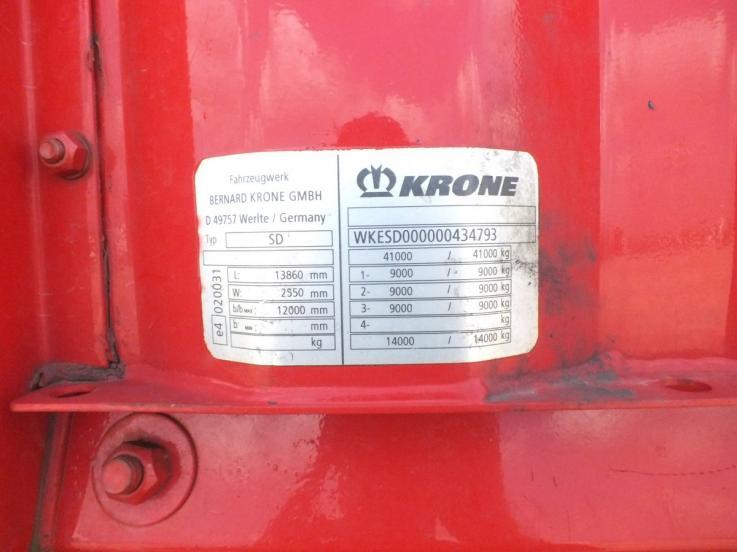 Fahrzeugwerk
BERNARD KRONE GMBH
D 49757 Werlte / Germany
Typ SD
e4 020031
L: 13860 mm
W: 2550 mm
b/b MAX: 12000 mm
b MIN: mm
kg
KRONE
WKESD000000434793
41000 / 41000 kg
1- 9000 / 9000 kg
2- 9000 / 9000 kg
3- 9000 / 9000 kg
4- kg
14000 / 14000 kg